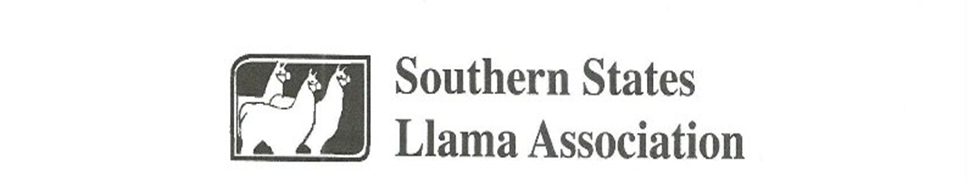 Southern States
Llama Association